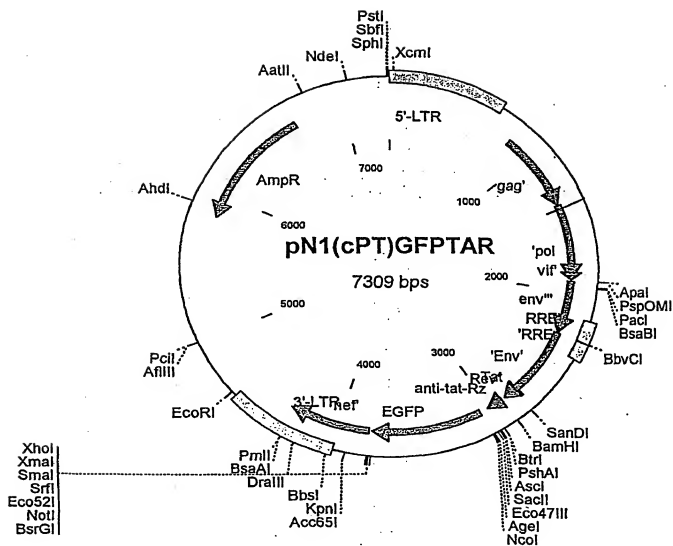 PstI
SbfI
SphI
XcmI
NdeI
AatII
5'-LTR
7000
AmpR
gag'
1000
AhdI
6000
pN1(cPT)GFPTAR
'pol
vif'
7309 bps
2000
env'''
ApaI
PspOMI
PacI
BsaBI
5000
RRE
'RRE
BbvCI
'Env'
PciI
AflIII
3000
4000
Rev'
Tat
anti-tat-Rz
3'-LTR
nef'
EGFP
EcoRI
SanDI
BamHI
BtrI
PshAI
AscI
SacII
Eco47III
AgeI
NcoI
PmlI
BsaAI
DraIII
BbsI
KpnI
Acc65I
XhoI
XmaI
SmaI
SrfI
Eco52I
NotI
BsrGI